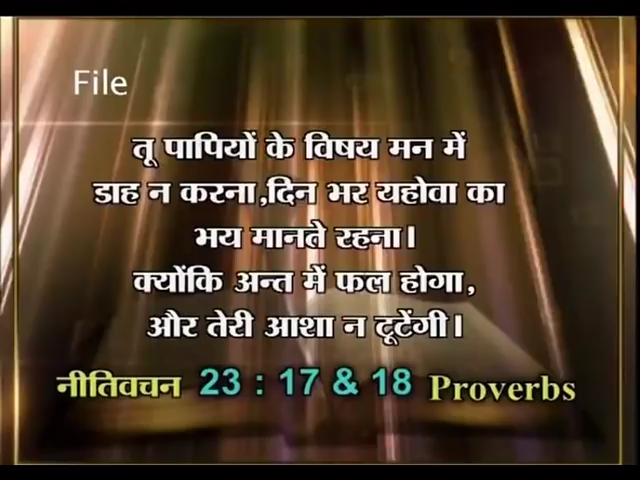 File
तू पापियों के विषय मन में
डाह न करना,दिन भर यहोवा का
भय मानते रहना।
क्योंकि अन्त में फल होगा,
और तेरी आशा न टूटेंगी।
नीतिवचन 23 : 17 & 18 Proverbs